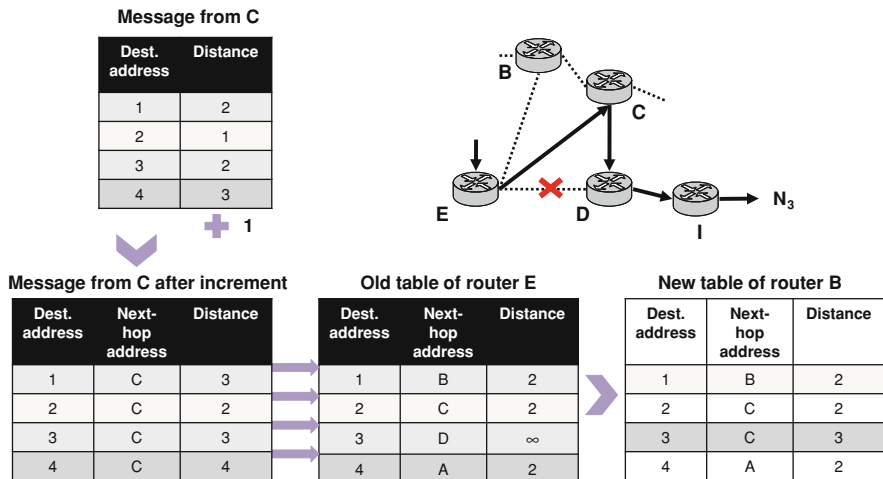 Message from C
Dest. address Distance
1 2
2 1
3 2
4 3
+ 1
B
C
E
D
I
N₃
Message from C after increment
Dest. address Next-hop address Distance
1 C 3
2 C 2
3 C 3
4 C 4
Old table of router E
Dest. address Next-hop address Distance
1 B 2
2 C 2
3 D ∞
4 A 2
New table of router B
Dest. address Next-hop address Distance
1 B 2
2 C 2
3 C 3
4 A 2